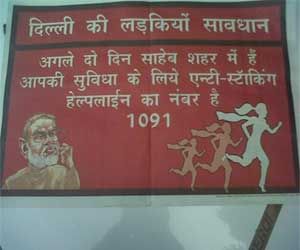 दिल्ली की लड़कियों सावधान
अगले दो दिन साहेब शहर में हैं
आपकी सुविधा के लिये एन्टी-स्टॉकिंग
हेल्पलाईन का नंबर है
1091